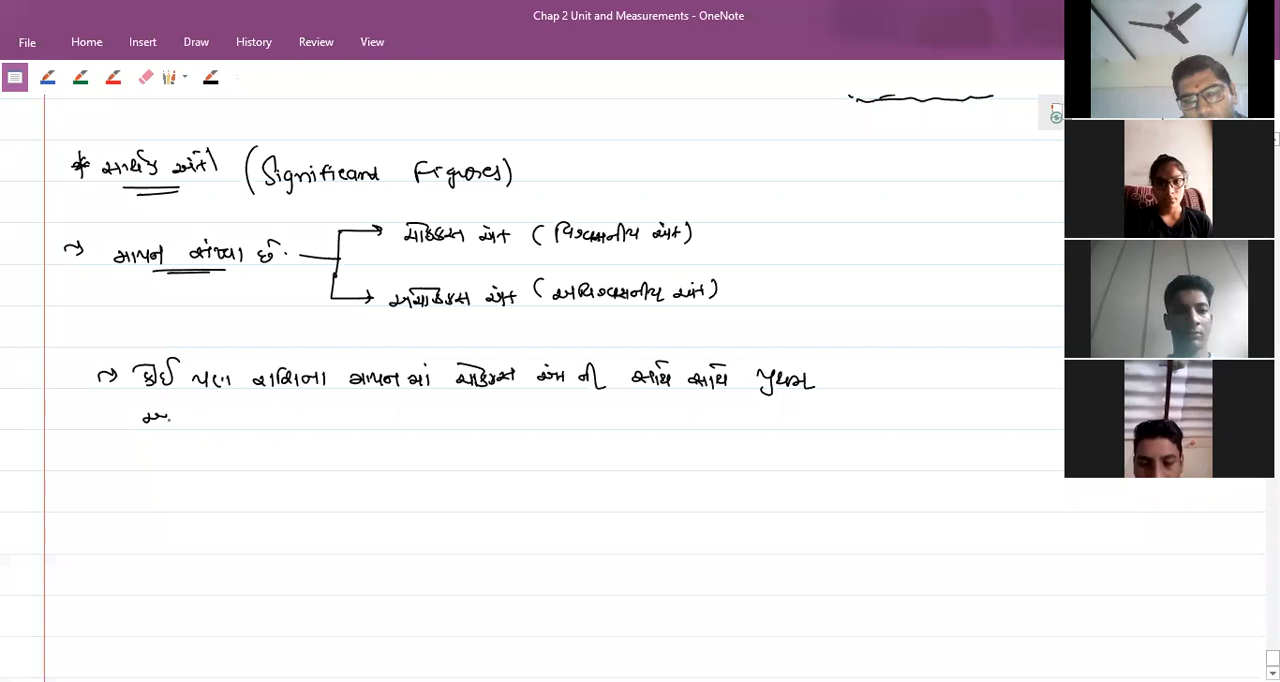 Chap 2 Unit and Measurements - OneNote
File Home Insert Draw History Review View
* સાર્થક અંકો (Significant Figures)
→ માપન સંખ્યા છે. ચોક્કસ અંક (વિશ્વસનીય અંક)
અચોક્કસ અંક (અવિશ્વસનીય અંક)
→ કોઈ પણ રાશિના માપન માં ચોક્કસ અંક ની સાથે સાથે પ્રથમ